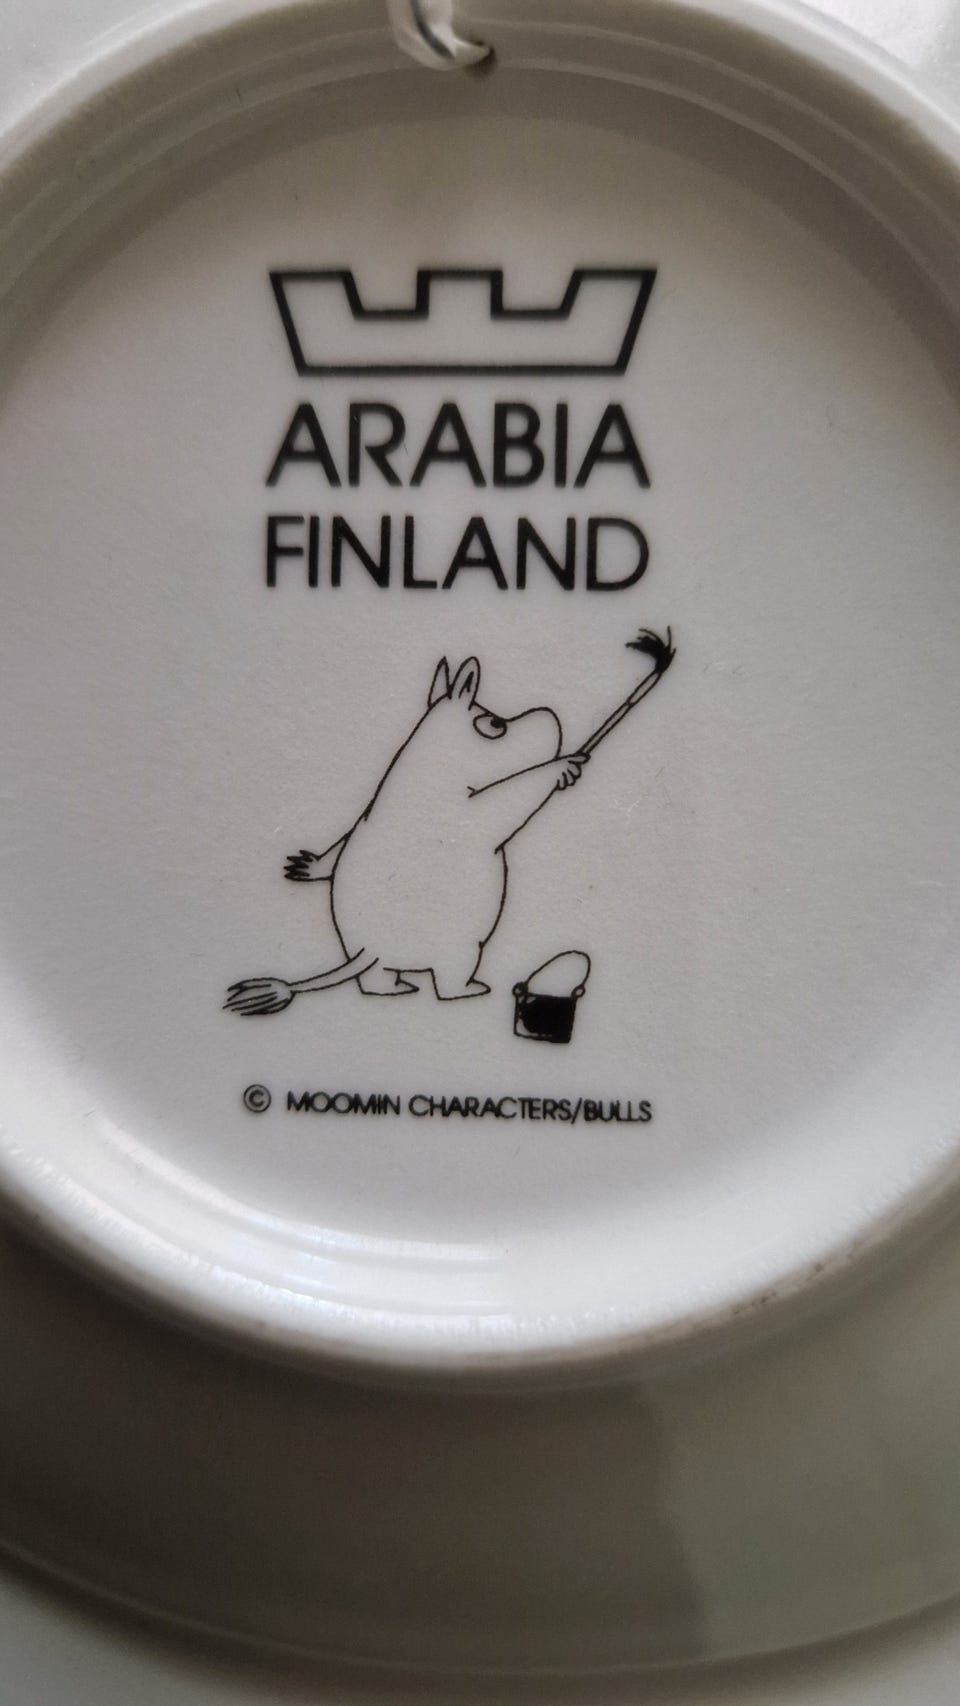 ARABIA
FINLAND
© MOOMIN CHARACTERS/BULLS